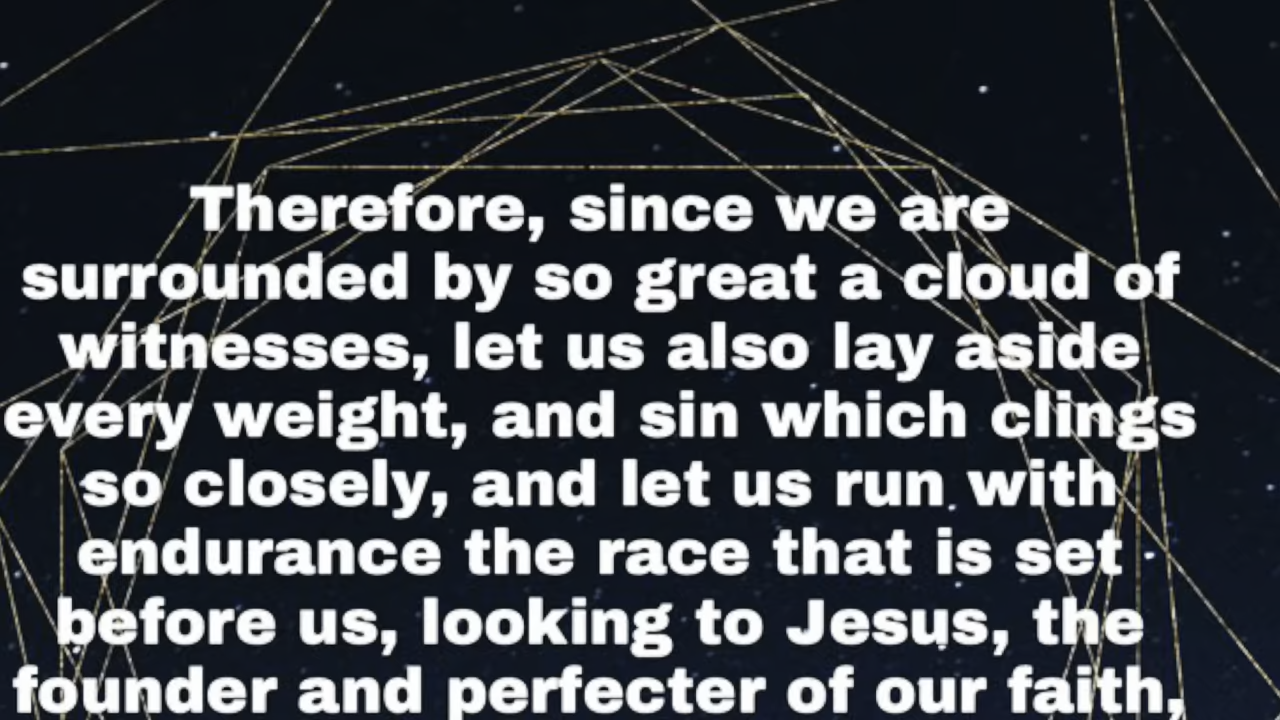 Therefore, since we are
surrounded by so great a cloud of
witnesses, let us also lay aside
every weight, and sin which clings
so closely, and let us run with
endurance the race that is set
before us, looking to Jesus, the
founder and perfecter of our faith,